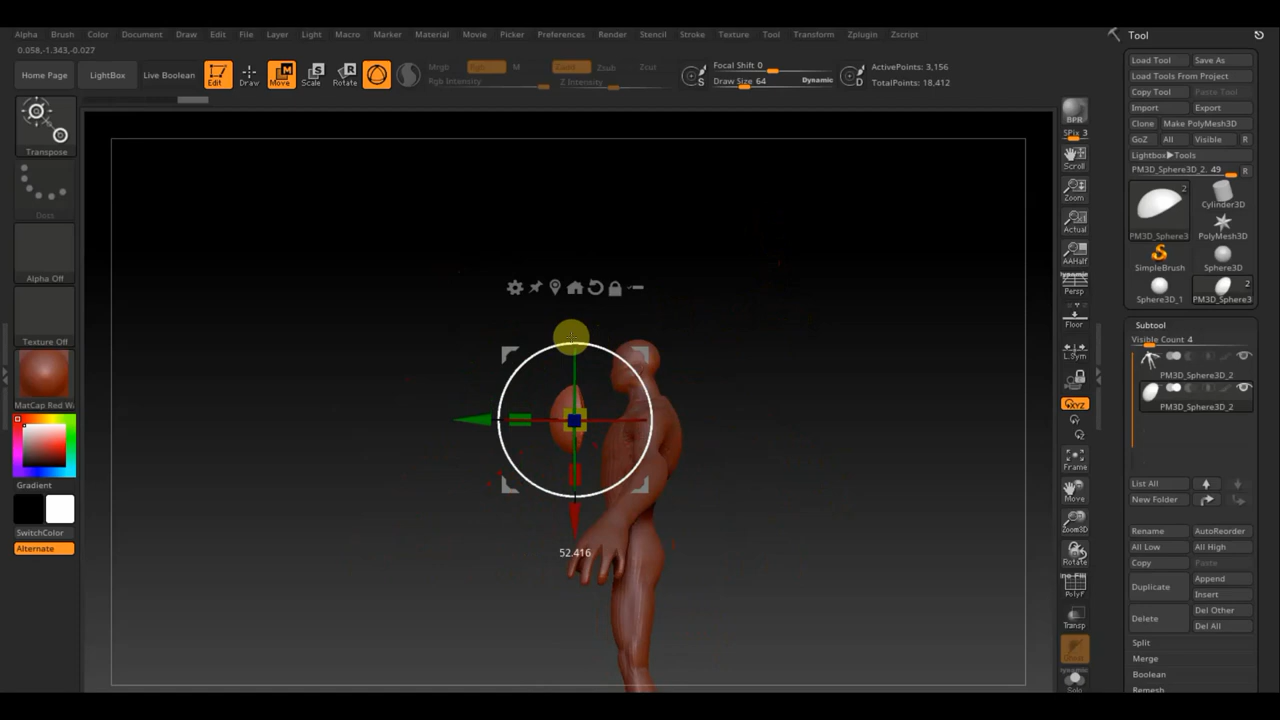 Alpha Brush Color Document Draw Edit File Layer Light Macro Marker Material Movie Picker Preferences Render Stencil Stroke Texture Tool Transform Zplugin Zscript
0.058,-1.343,-0.027
Home Page LightBox Live Boolean Edit Draw Move Scale Rotate
Mrgb Rgb M Zadd Zsub Zcut
Rgb Intensity Z Intensity
S
Focal Shift 0
Draw Size 64 Dynamic
D
ActivePoints: 3,156
TotalPoints: 18,412
Transpose
Dots
Alpha Off
Texture Off
MatCap Red Wa
Gradient
SwitchColor
Alternate
52.416
BPR
SPix 3
Scroll
Zoom
Actual
AAHalf
Dynamic
Persp
Floor
L.Sym
XYZ
Y
Z
Frame
Move
Zoom3D
Rotate
PolyF
Transp
Ghost
Solo
Tool
Load Tool Save As
Load Tools From Project
Copy Tool Paste Tool
Import Export
Clone Make PolyMesh3D
GoZ All Visible R
Lightbox▶Tools
PM3D_Sphere3D_2. 49 R
2
PM3D_Sphere3
Cylinder3D
PolyMesh3D
SimpleBrush
Sphere3D
Sphere3D_1
2
PM3D_Sphere3
Subtool
Visible Count 4
PM3D_Sphere3D_2
PM3D_Sphere3D_2
List All
New Folder
Rename AutoReorder
All Low All High
Copy Paste
Duplicate Append
Insert
Delete Del Other
Del All
Split
Merge
Boolean
Remesh